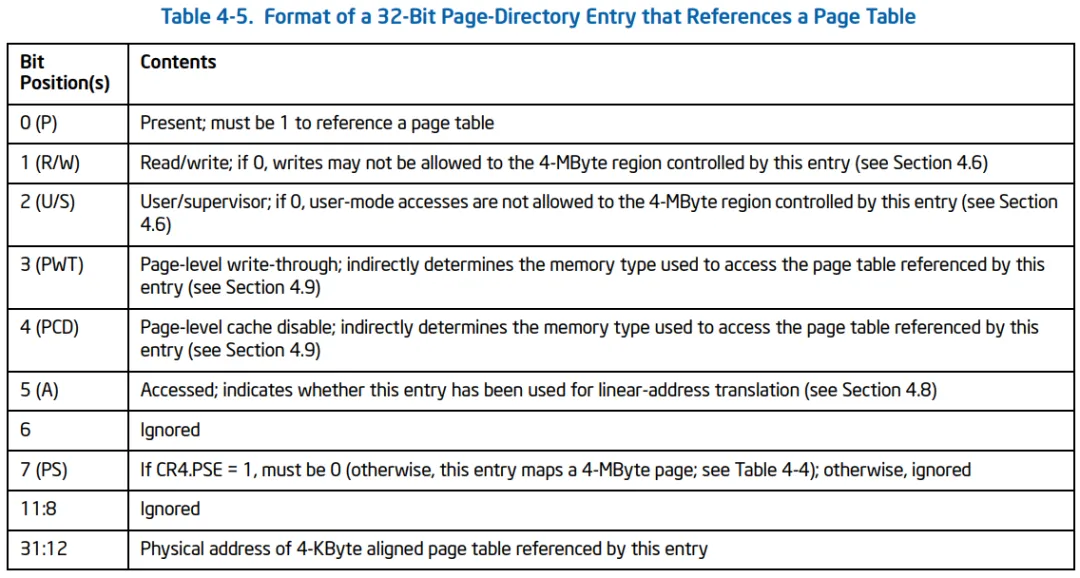 Table 4-5. Format of a 32-Bit Page-Directory Entry that References a Page Table
Bit Position(s) Contents
0 (P) Present; must be 1 to reference a page table
1 (R/W) Read/write; if 0, writes may not be allowed to the 4-MByte region controlled by this entry (see Section 4.6)
2 (U/S) User/supervisor; if 0, user-mode accesses are not allowed to the 4-MByte region controlled by this entry (see Section
4.6)
3 (PWT) Page-level write-through; indirectly determines the memory type used to access the page table referenced by this
entry (see Section 4.9)
4 (PCD) Page-level cache disable; indirectly determines the memory type used to access the page table referenced by this
entry (see Section 4.9)
5 (A) Accessed; indicates whether this entry has been used for linear-address translation (see Section 4.8)
6 Ignored
7 (PS) If CR4.PSE = 1, must be 0 (otherwise, this entry maps a 4-MByte page; see Table 4-4); otherwise, ignored
11:8 Ignored
31:12 Physical address of 4-KByte aligned page table referenced by this entry